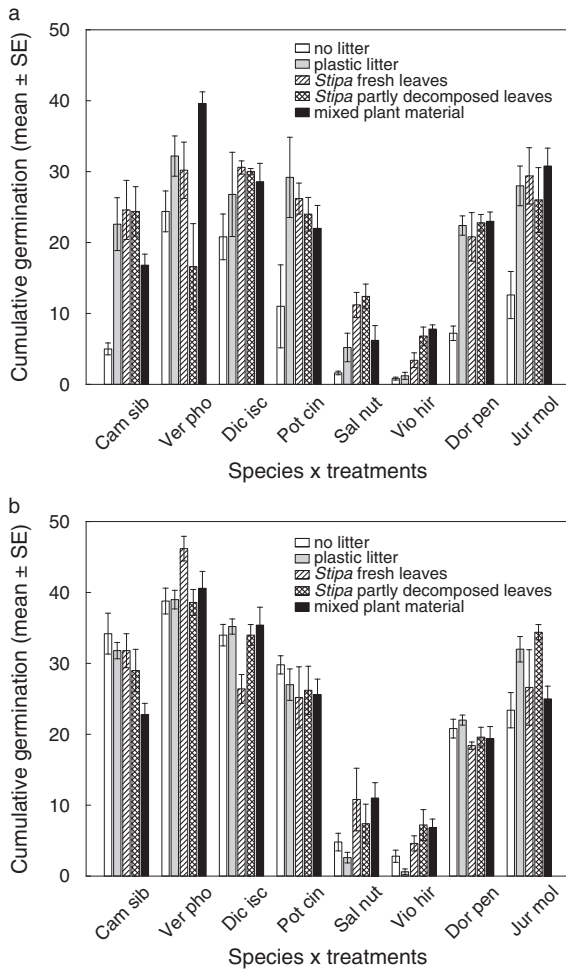 a
50
40
30
20
10
0
Cumulative germination (mean ± SE)
no litter
plastic litter
Stipa fresh leaves
Stipa partly decomposed leaves
mixed plant material
Cam sib
Ver pho
Dic isc
Pot cin
Sal nut
Vio hir
Dor pen
Jur mol
Species x treatments
b
50
40
30
20
10
0
Cumulative germination (mean ± SE)
no litter
plastic litter
Stipa fresh leaves
Stipa partly decomposed leaves
mixed plant material
Cam sib
Ver pho
Dic isc
Pot cin
Sal nut
Vio hir
Dor pen
Jur mol
Species x treatments